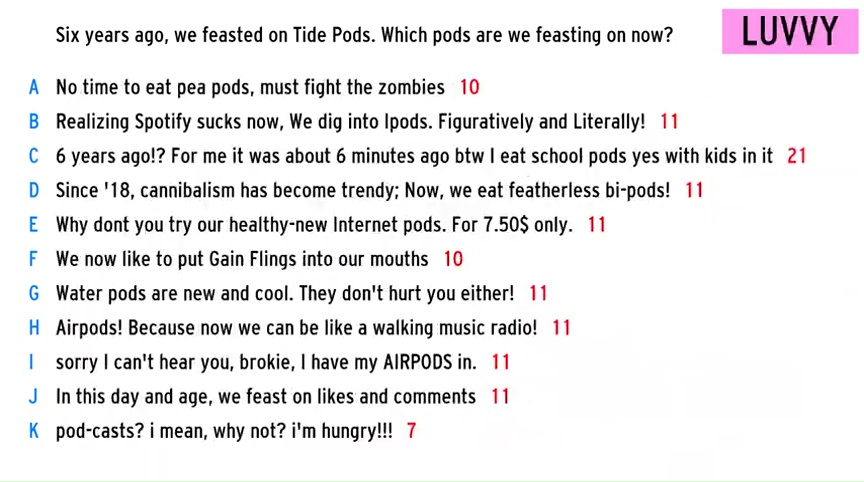 Six years ago, we feasted on Tide Pods. Which pods are we feasting on now?
LUVVY
A No time to eat pea pods, must fight the zombies 10
B Realizing Spotify sucks now, We dig into Ipods. Figuratively and Literally! 11
C 6 years ago!? For me it was about 6 minutes ago btw I eat school pods yes with kids in it 21
D Since '18, cannibalism has become trendy; Now, we eat featherless bi-pods! 11
E Why dont you try our healthy-new Internet pods. For 7.50$ only. 11
F We now like to put Gain Flings into our mouths 10
G Water pods are new and cool. They don't hurt you either! 11
H Airpods! Because now we can be like a walking music radio! 11
I sorry I can't hear you, brokie, I have my AIRPODS in. 11
J In this day and age, we feast on likes and comments 11
K pod-casts? i mean, why not? i'm hungry!!! 7